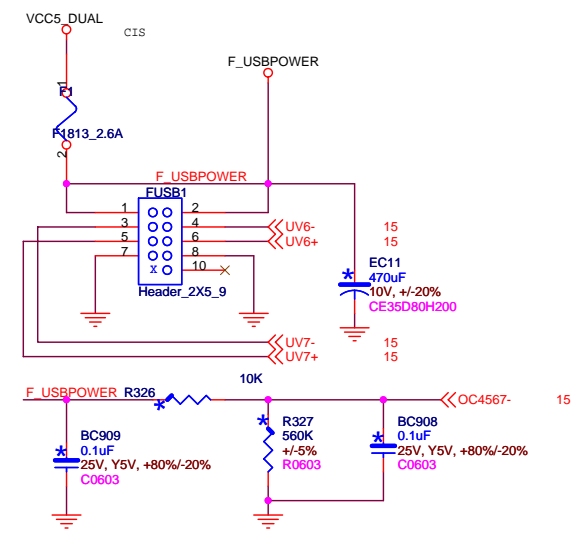 VCC5_DUAL
CIS
F_USBPOWER
1
F1
F1813_2.6A
2
F_USBPOWER
FUSB1
1 2
3 4 UV6- 15
5 6 UV6+ 15
7 8
X 10
Header_2X5_9
EC11
470uF
10V, +/-20%
CE35D80H200
UV7- 15
UV7+ 15
10K
F_USBPOWER R326 OC4567- 15
BC909
0.1uF
25V, Y5V, +80%/-20%
C0603
R327
560K
+/-5%
R0603
BC908
0.1uF
25V, Y5V, +80%/-20%
C0603